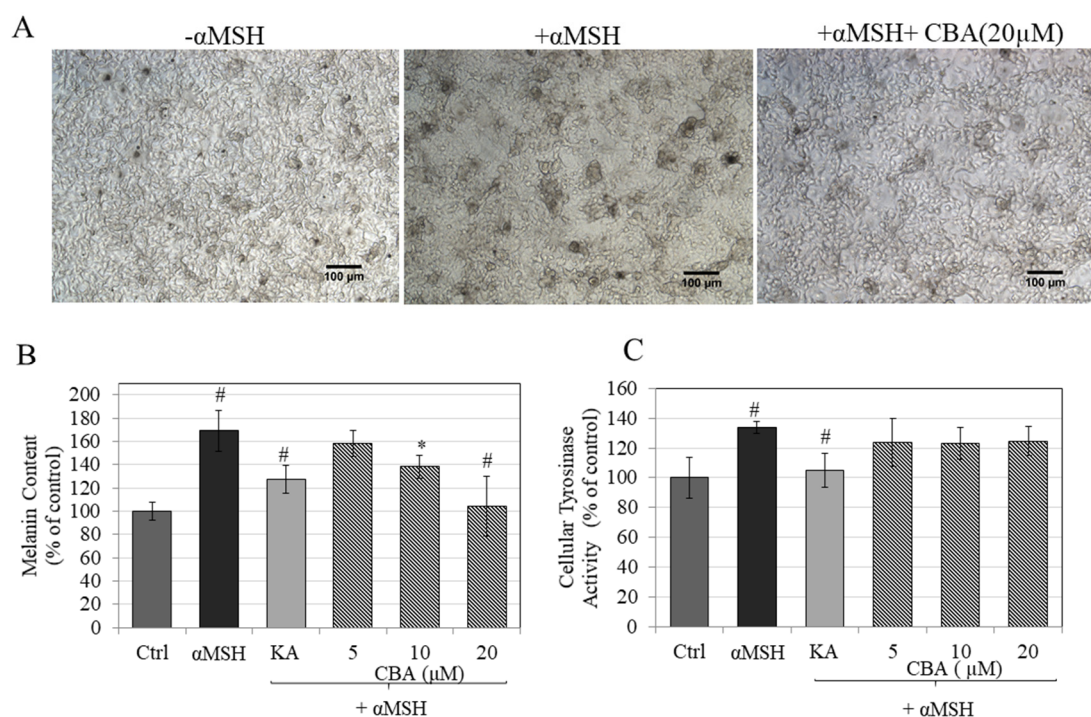 A
-αMSH
+αMSH
+αMSH+ CBA(20µM)
100 µm
100 µm
100 µm
B
Melanin Content
(% of control)
200
180
160
140
120
100
80
60
40
20
0
#
#
*
#
Ctrl
αMSH
KA
5
10
20
CBA (µM)
+ αMSH
C
Cellular Tyrosinase
Activity (% of control)
160
140
120
100
80
60
40
20
0
#
#
Ctrl
αMSH
KA
5
10
20
CBA ( µM)
+ αMSH